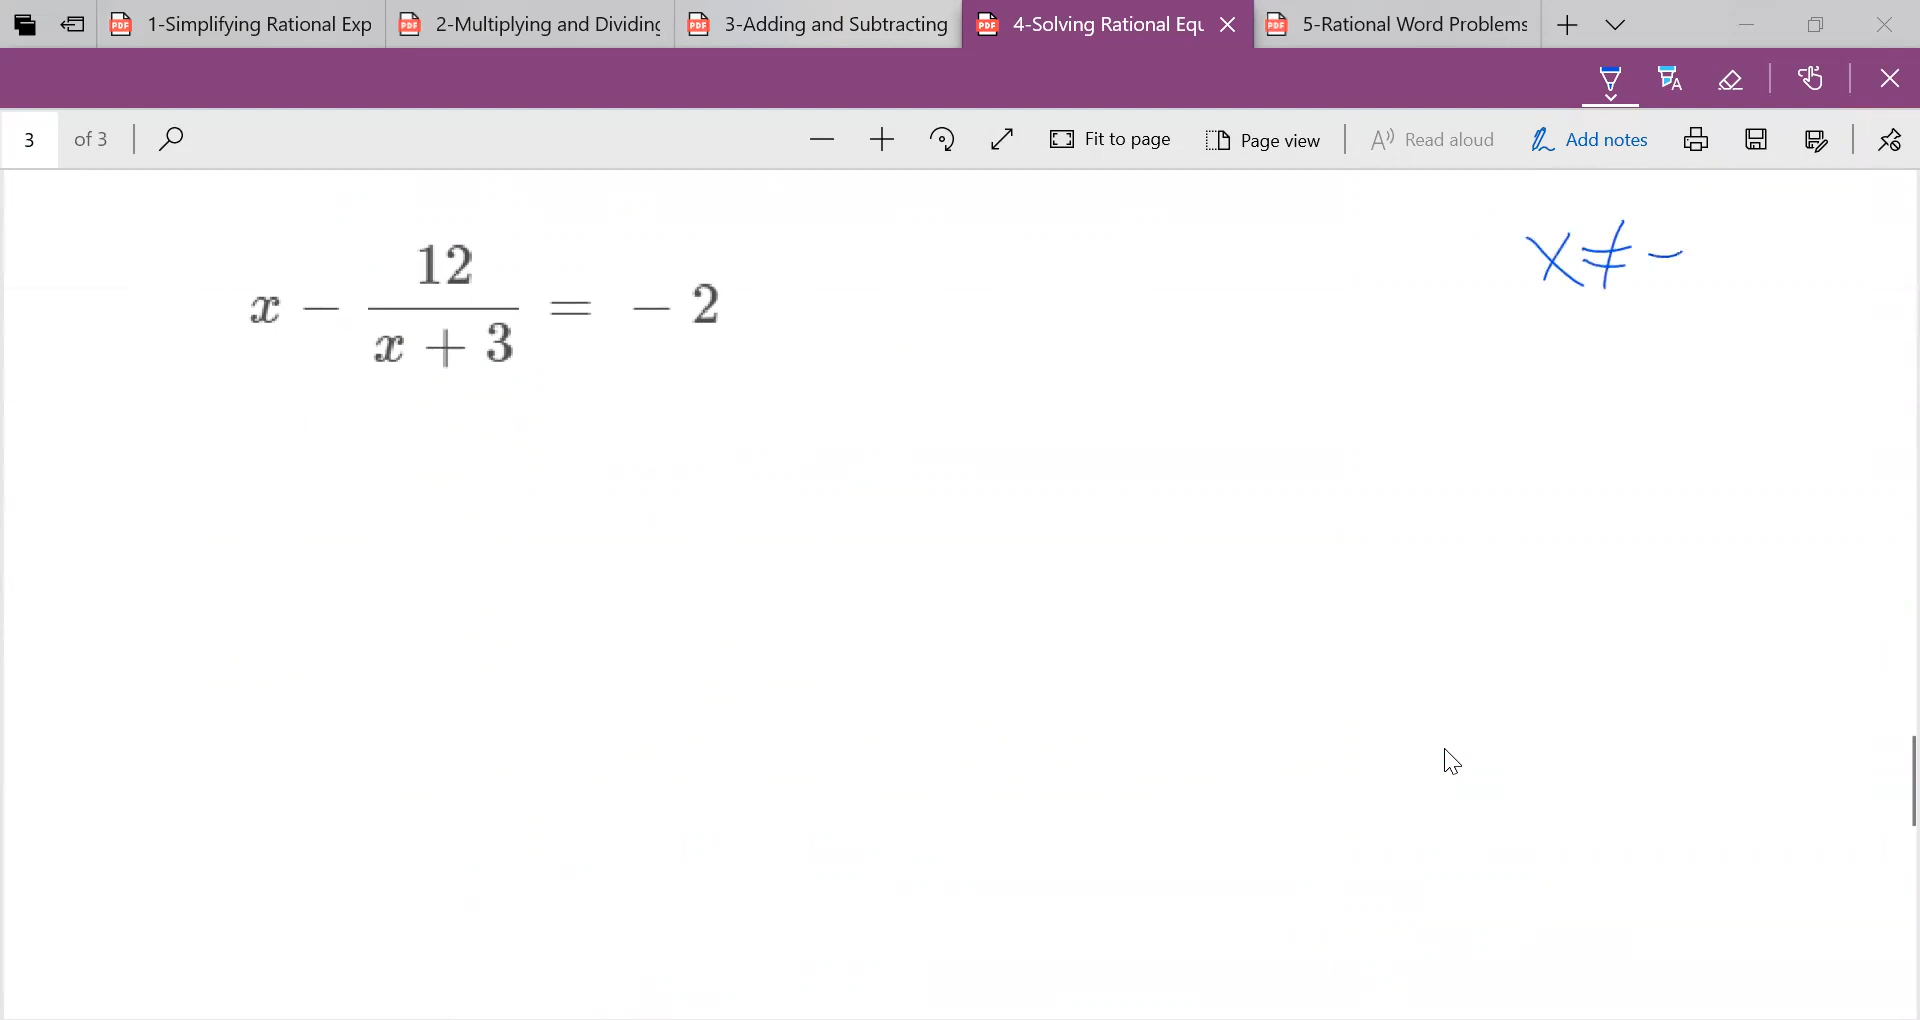 1-Simplifying Rational Exp 2-Multiplying and Dividing 3-Adding and Subtracting 4-Solving Rational Equ 5-Rational Word Problems
3 of 3 Fit to page Page view Read aloud Add notes
x - \frac{12}{x + 3} = -2
x ≠ -